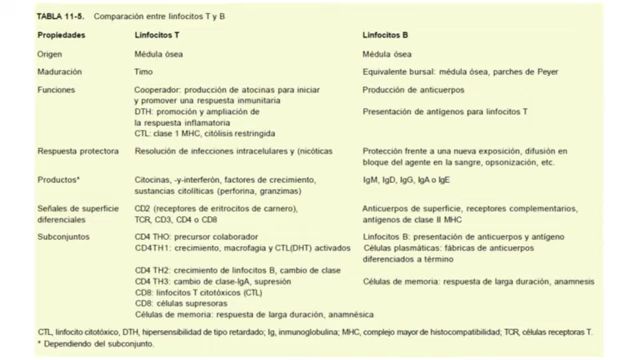 TABLA 11-5. Comparación entre linfocitos T y B
Propiedades Linfocitos T Linfocitos B
Origen Médula ósea Médula ósea
Maduración Timo Equivalente bursal: médula ósea, parches de Peyer
Funciones Cooperador: producción de atocinas para iniciar Producción de anticuerpos
y promover una respuesta inmunitaria
DTH: promoción y ampliación de Presentación de antígenos para linfocitos T
la respuesta inflamatoria
CTL: clase 1 MHC, citólisis restringida
Respuesta protectora Resolución de infecciones intracelulares y (nicóticas Protección frente a una nueva exposición, difusión en
bloque del agente en la sangre, opsonización, etc.
Productos* Citocinas, -y-interferón, factores de crecimiento, IgM, IgD, IgG, IgA o IgE
sustancias citolíticas (perforina, granzimas)
Señales de superficie CD2 (receptores de eritrocitos de carnero), Anticuerpos de superficie, receptores complementarios,
diferenciales TCR, CD3, CD4 o CD8 antígenos de clase II MHC
Subconjuntos CD4 THO: precursor colaborador Linfocitos B: presentación de anticuerpos y antígeno
CD4TH1: crecimiento, macrofagia y CTL(DHT) activados Células plasmáticas: fábricas de anticuerpos
diferenciados a término
CD4 TH2: crecimiento de linfocitos B, cambio de clase
CD4 TH3: cambio de clase-IgA, supresión Células de memoria: respuesta de larga duración, anamnesis
CD8: linfocitos T citotóxicos (CTL)
CD8: células supresoras
Células de memoria: respuesta de larga duración, anamnésica
CTL, linfocito citotóxico, DTH, hipersensibilidad de tipo retardado; Ig, inmunoglobulina; MHC, complejo mayor de histocompatibilidad; TCR, células receptoras T.
* Dependiendo del subconjunto.